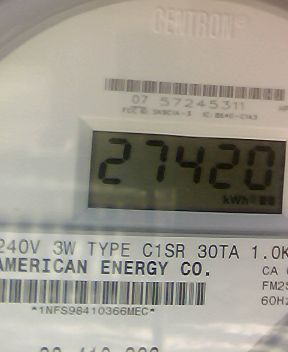 CENTRON®
07 57245311
27420
kWh
240V 3W TYPE C1SR 30TA 1.0K
AMERICAN ENERGY CO.
CA
FM2S
60Hz
*1NFS98410366MEC*